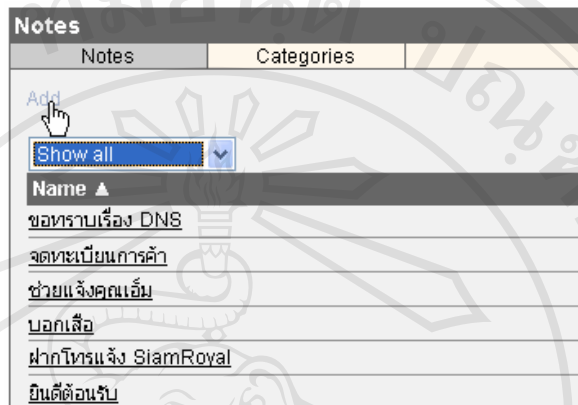 Notes
Notes Categories
Add
Show all
Name ▲
ขอทราบเรื่อง DNS
จดทะเบียนการค้า
ช่วยแจ้งคุณเอ็ม
บอกเสือ
ฝากโทรแจ้ง SiamRoyal
ยินดีต้อนรับ